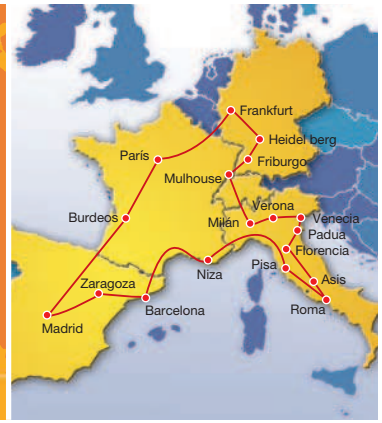 Frankfurt
Heidel berg
París
Friburgo
Mulhouse
Verona
Burdeos
Milán
Venecia
Padua
Florencia
Niza
Pisa
Zaragoza
Asis
Barcelona
Roma
Madrid